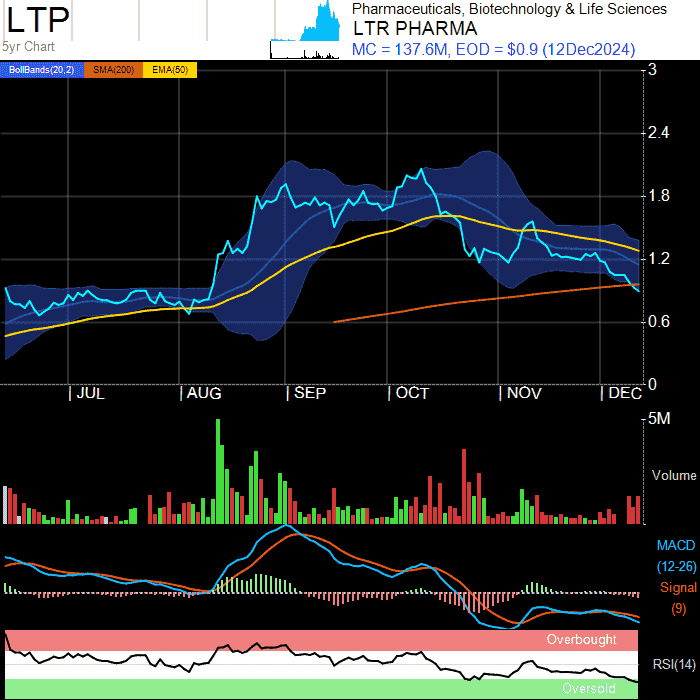 LTP
5yr Chart
Pharmaceuticals, Biotechnology & Life Sciences
LTR PHARMA
MC = 137.6M, EOD = $0.9 (12Dec2024)
BollBands(20,2) SMA(200) EMA(50)
3
2.4
1.8
1.2
0.6
0
| JUL | AUG | SEP | OCT | NOV | DEC
5M
Volume
MACD
(12-26)
Signal
(9)
Overbought
RSI(14)
Oversold